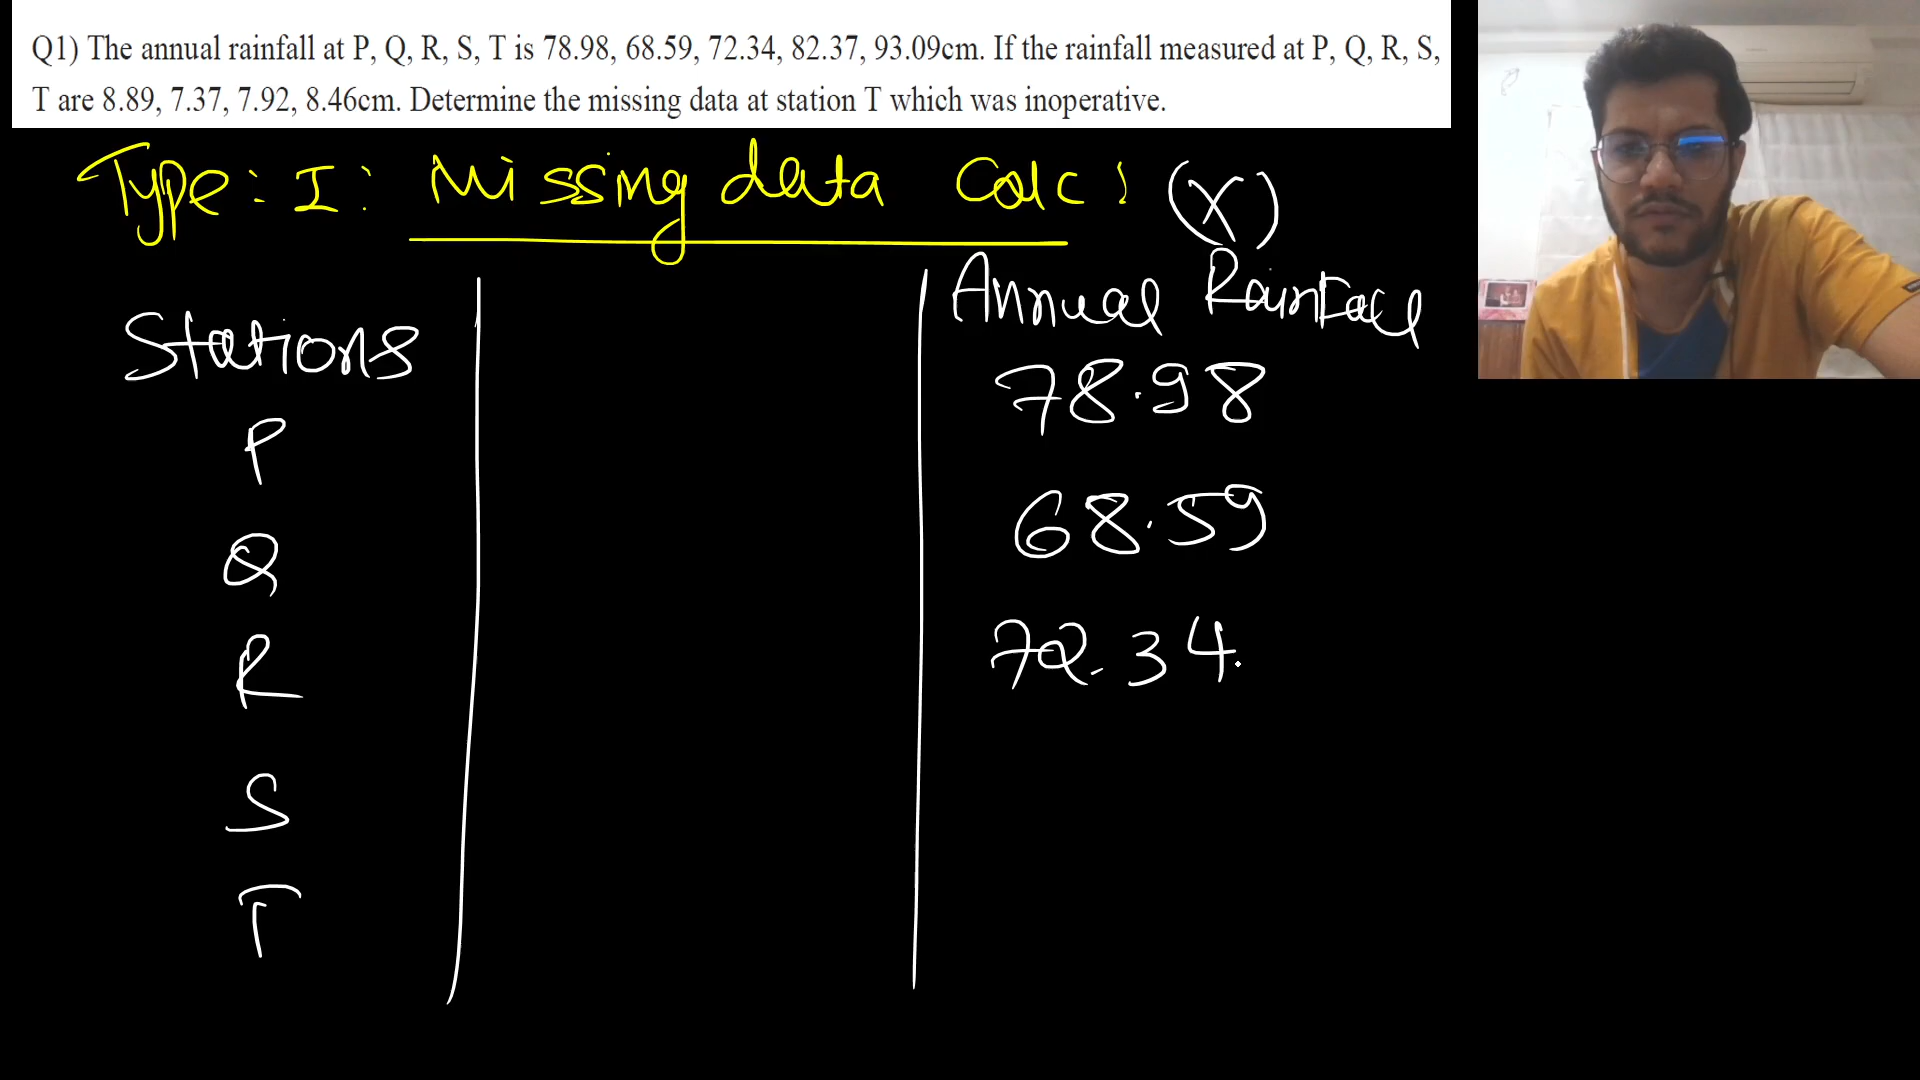 Q1) The annual rainfall at P, Q, R, S, T is 78.98, 68.59, 72.34, 82.37, 93.09cm. If the rainfall measured at P, Q, R, S,
T are 8.89, 7.37, 7.92, 8.46cm. Determine the missing data at station T which was inoperative.
Type: I: Missing data Calc: (X)
Stations
Annual Rainfall
78.98
P
68.59
Q
72.34
R
S
T